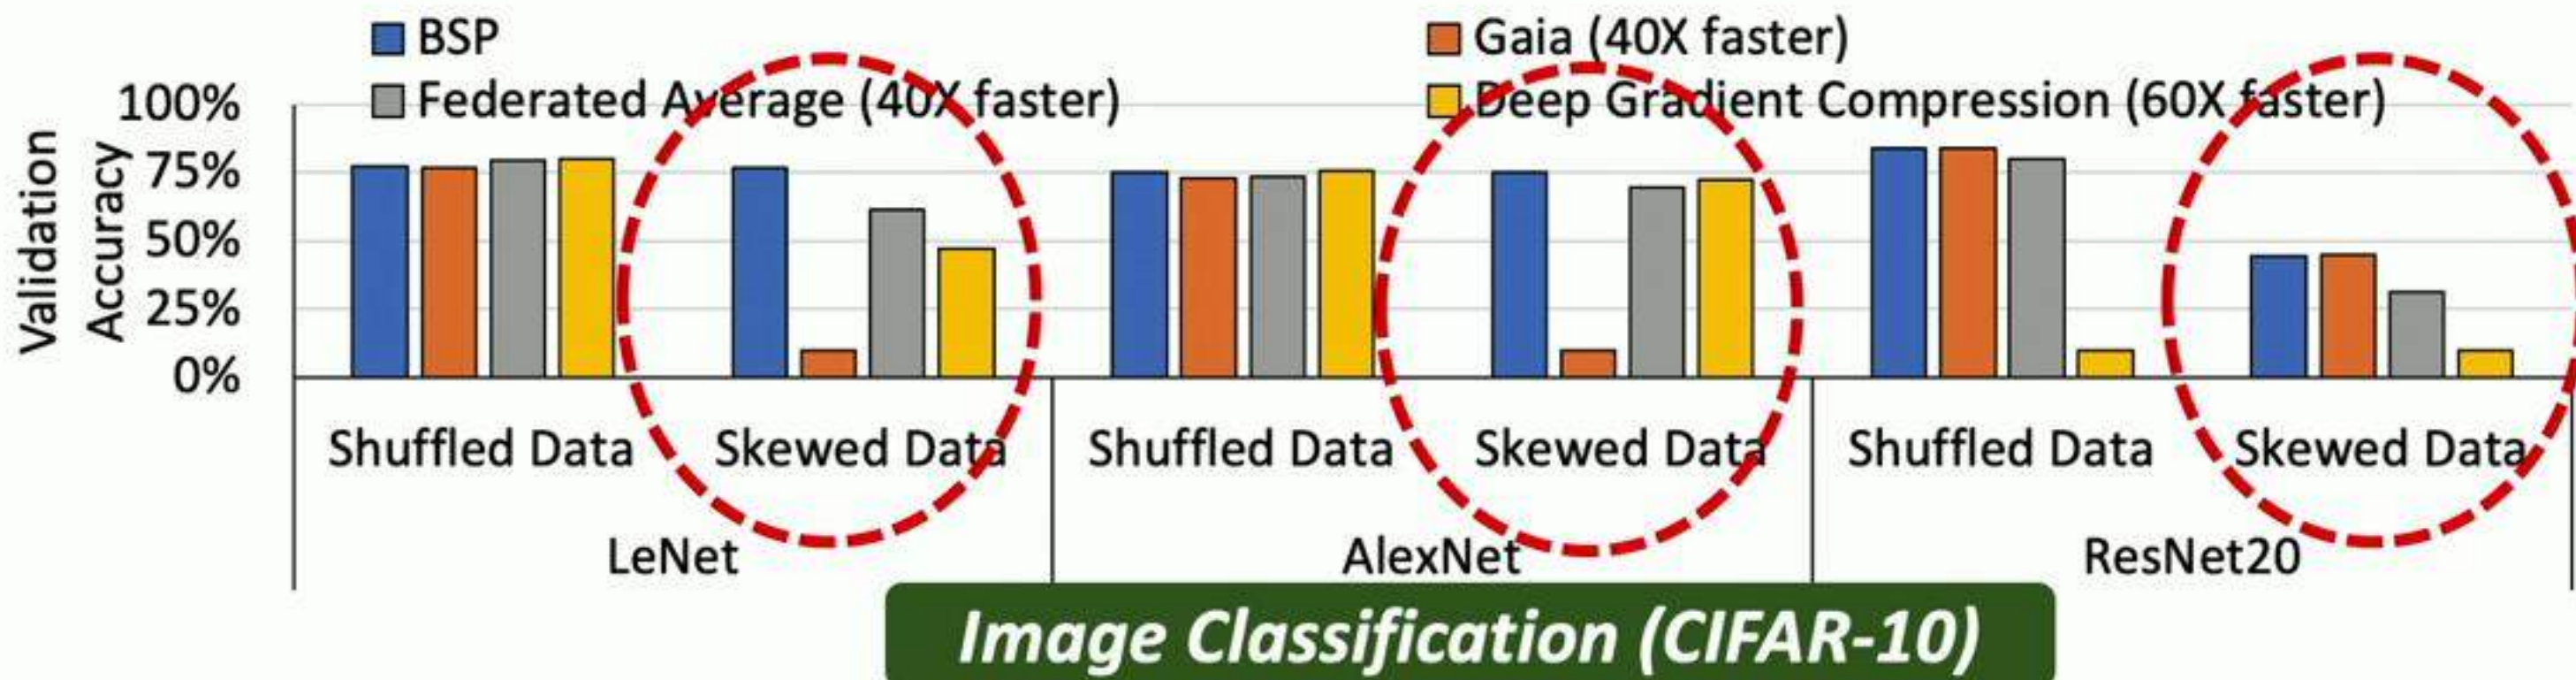 BSP
Gaia (40X faster)
Federated Average (40X faster)
Deep Gradient Compression (60X faster)
Validation
Accuracy
100%
75%
50%
25%
0%
Shuffled Data
Skewed Data
Shuffled Data
Skewed Data
Shuffled Data
Skewed Data
LeNet
AlexNet
ResNet20
Image Classification (CIFAR-10)